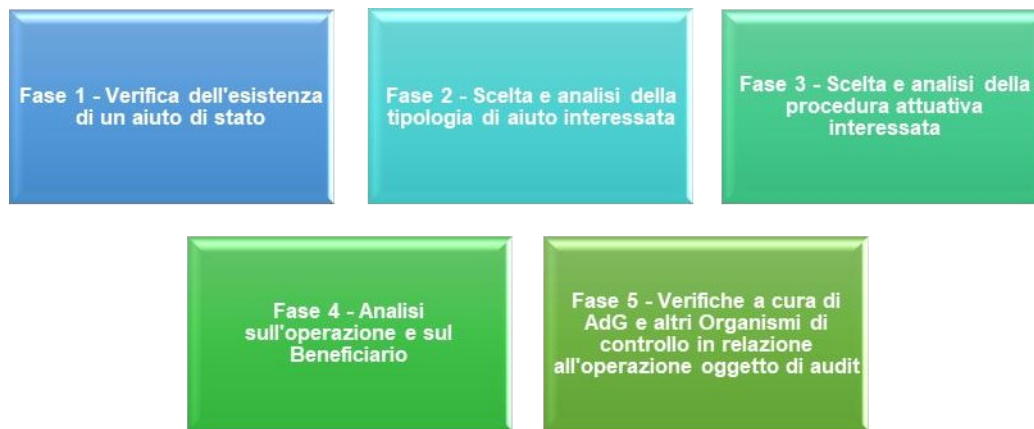 Fase 1 - Verifica dell'esistenza
di un aiuto di stato
Fase 2 - Scelta e analisi della
tipologia di aiuto interessata
Fase 3 - Scelta e analisi della
procedura attuativa
interessata
Fase 4 - Analisi
sull'operazione e sul
Beneficiario
Fase 5 - Verifiche a cura di
AdG e altri Organismi di
controllo in relazione
all'operazione oggetto di audit